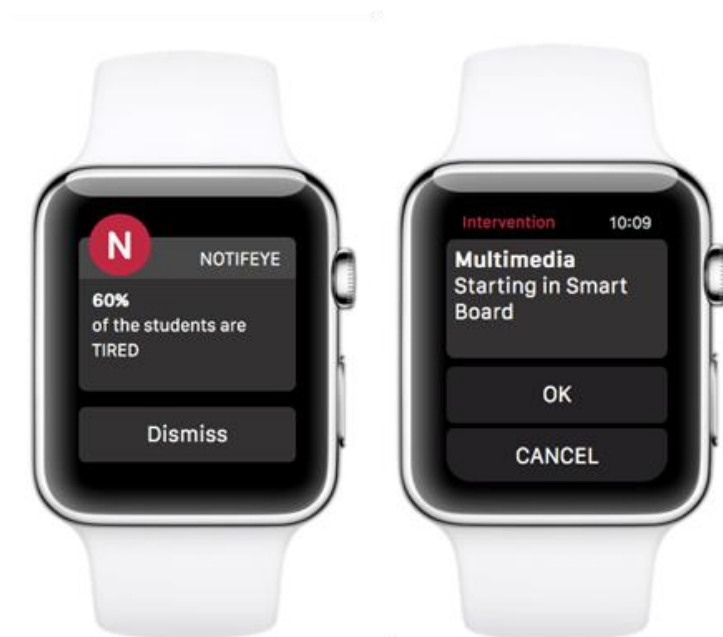 N
NOTIFEYE
60%
of the students are
TIRED
Dismiss
Intervention 10:09
Multimedia
Starting in Smart
Board
OK
CANCEL